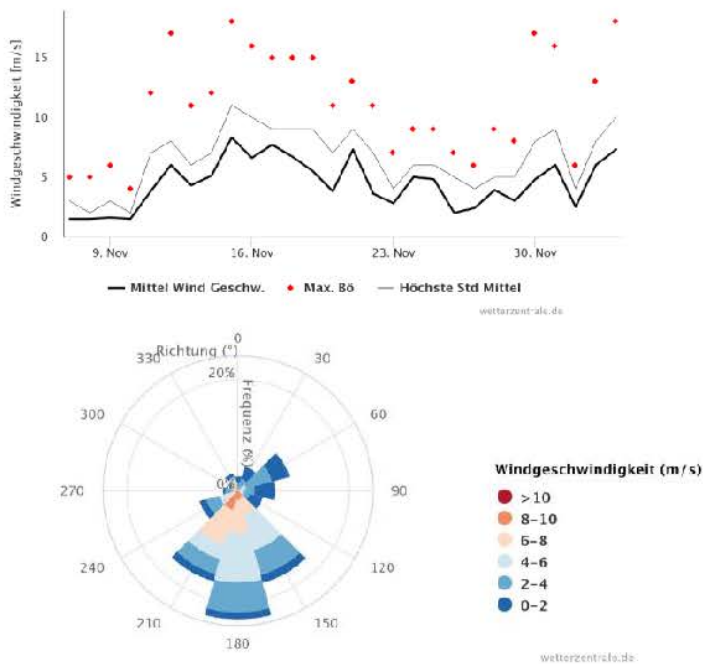 Windgeschwindigkeit [m/s]
15
10
5
0
9. Nov
16. Nov
23. Nov
30. Nov
Mittel Wind Geschw.
Max. Bö
Höchste Std Mittel
wetterzentrale.de
0
Richtung (°)
330
30
20%
Frequenz (%)
300
60
0%
270
90
240
120
210
150
180
Windgeschwindigkeit (m/s)
>10
8-10
6-8
4-6
2-4
0-2
wetterzentrale.de